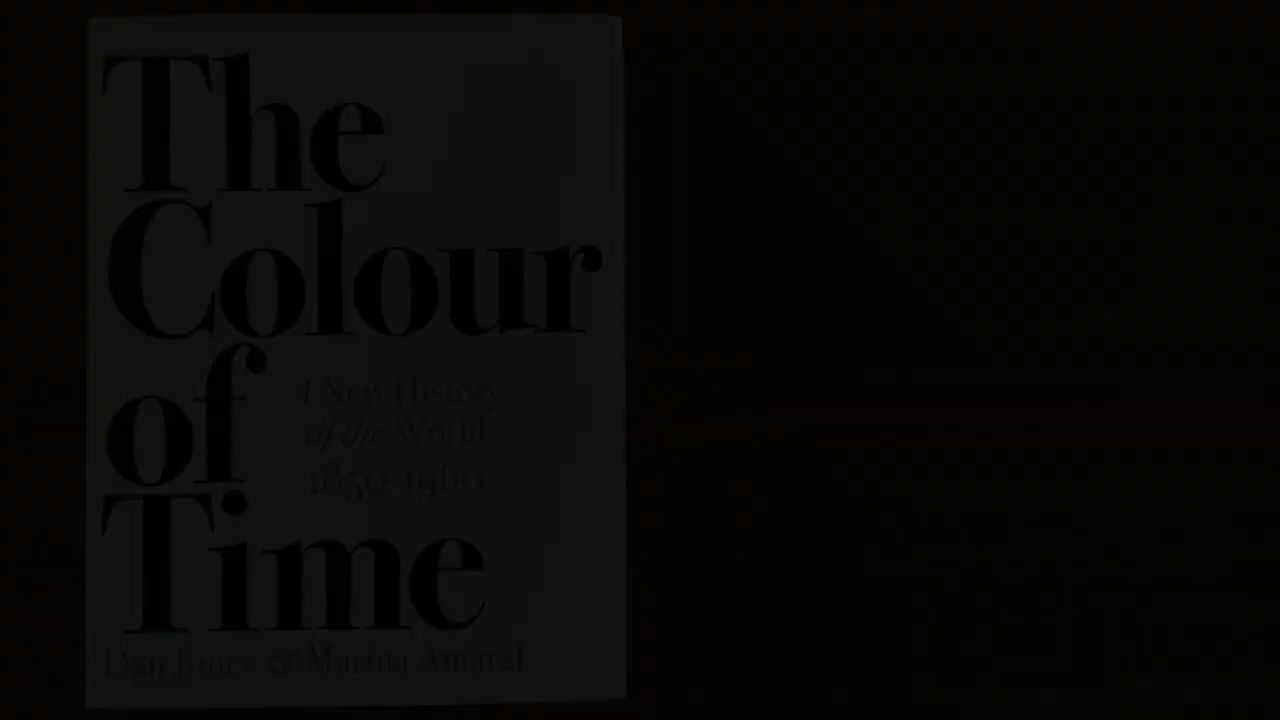 The
Colour
of
A New History
of the World
1850–1960
Time
Dan Jones & Marina Amaral